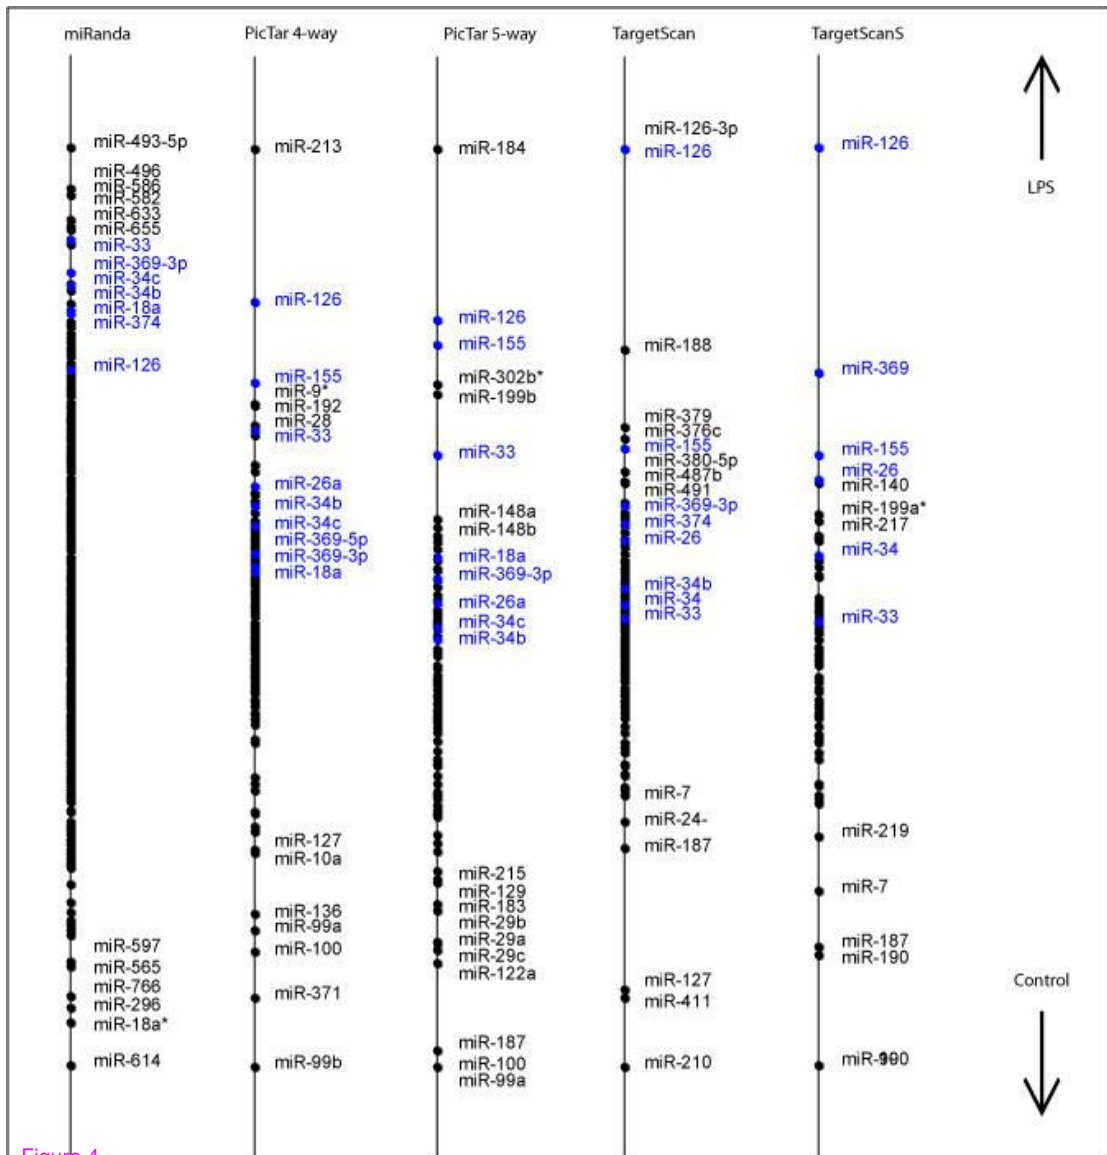 miRanda
PicTar 4-way
PicTar 5-way
TargetScan
TargetScanS
miR-493-5p
miR-496
miR-586
miR-582
miR-633
miR-655
miR-33
miR-369-3p
miR-34c
miR-34b
miR-18a
miR-374
miR-126
miR-597
miR-565
miR-766
miR-296
miR-18a*
miR-614
miR-213
miR-126
miR-155
miR-9*
miR-192
miR-28
miR-33
miR-26a
miR-34b
miR-34c
miR-369-5p
miR-369-3p
miR-18a
miR-127
miR-10a
miR-136
miR-99a
miR-100
miR-371
miR-99b
miR-184
miR-126
miR-155
miR-302b*
miR-199b
miR-33
miR-148a
miR-148b
miR-18a
miR-369-3p
miR-26a
miR-34c
miR-34b
miR-215
miR-129
miR-183
miR-29b
miR-29a
miR-29c
miR-122a
miR-187
miR-100
miR-99a
miR-126-3p
miR-126
miR-188
miR-379
miR-376c
miR-155
miR-380-5p
miR-487b
miR-491
miR-369-3p
miR-374
miR-26
miR-34b
miR-34
miR-33
miR-7
miR-24-
miR-187
miR-127
miR-411
miR-210
miR-126
miR-369
miR-155
miR-26
miR-140
miR-199a*
miR-217
miR-34
miR-33
miR-219
miR-7
miR-187
miR-190
LPS
Control
Figure 4